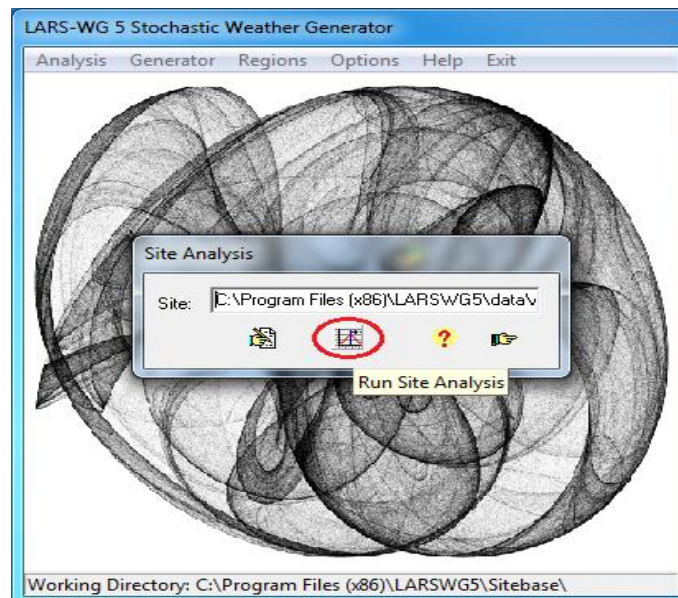 LARS-WG 5 Stochastic Weather Generator
Analysis Generator Regions Options Help Exit
Site Analysis
Site: C:\Program Files (x86)\LARSWG5\data\v
?
Run Site Analysis
Working Directory: C:\Program Files (x86)\LARSWG5\Sitebase\